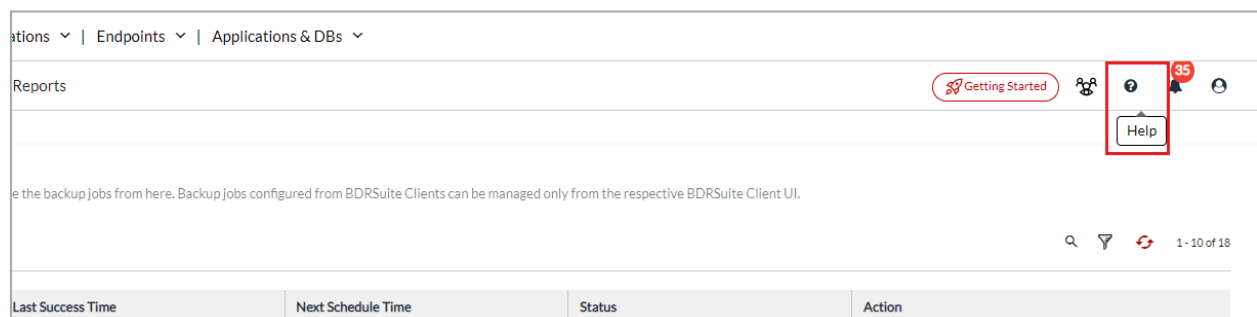 ations | Endpoints | Applications & DBs
Reports
Getting Started
35
Help
e the backup jobs from here. Backup jobs configured from BDRSuite Clients can be managed only from the respective BDRSuite Client UI.
1 - 10 of 18
Last Success Time
Next Schedule Time
Status
Action